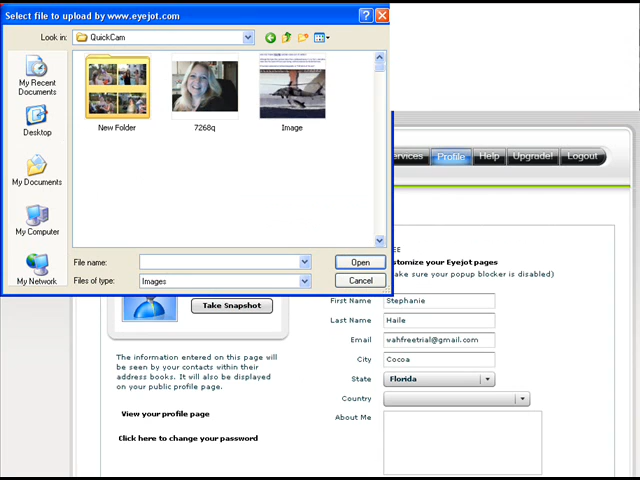 Select file to upload by www.eyejot.com
Look in: QuickCam
My Recent
Documents
Desktop
My Documents
My Computer
My Network
New Folder
7268q
Image
File name:
Open
Files of type: Images
Cancel
ervices Profile Help Upgrade! Logout
EE
stomize your Eyejot pages
ake sure your popup blocker is disabled)
Take Snapshot
First Name Stephanie
Last Name Haile
Email wahfreetrial@gmail.com
City Cocoa
State Florida
Country
About Me
The information entered on this page will
be seen by your contacts within their
address books. It will also be displayed
on your public profile page.
View your profile page
Click here to change your password